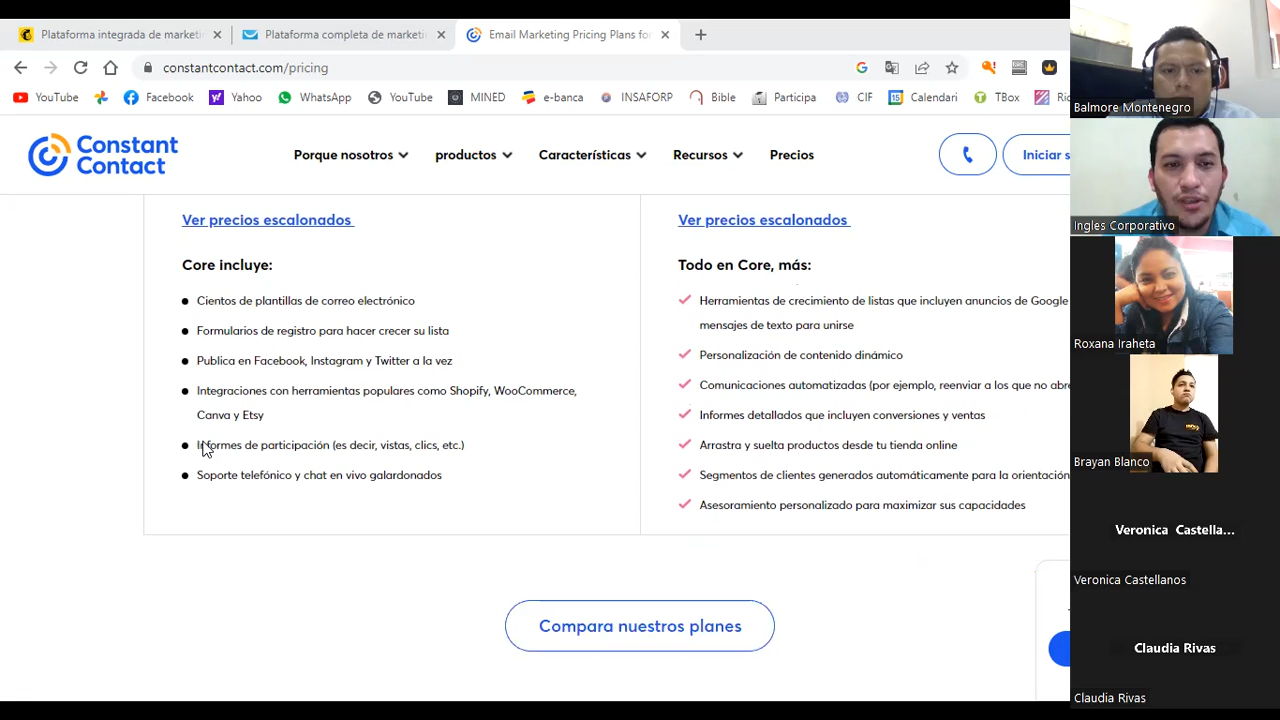 Plataforma integrada de marketi
Plataforma completa de marketi
Email Marketing Pricing Plans for
constantcontact.com/pricing
YouTube
Facebook
Yahoo
WhatsApp
YouTube
MINED
e-banca
INSAFORP
Bible
Participa
CIF
Calendari
TBox
Constant
Contact
Porque nosotros
productos
Características
Recursos
Precios
Iniciar s
Ver precios escalonados
Core incluye:
Cientos de plantillas de correo electrónico
Formularios de registro para hacer crecer su lista
Publica en Facebook, Instagram y Twitter a la vez
Integraciones con herramientas populares como Shopify, WooCommerce,
Canva y Etsy
Informes de participación (es decir, vistas, clics, etc.)
Soporte telefónico y chat en vivo galardonados
Ver precios escalonados
Todo en Core, más:
Herramientas de crecimiento de listas que incluyen anuncios de Google
mensajes de texto para unirse
Personalización de contenido dinámico
Comunicaciones automatizadas (por ejemplo, reenviar a los que no abre
Informes detallados que incluyen conversiones y ventas
Arrastra y suelta productos desde tu tienda online
Segmentos de clientes generados automáticamente para la orientación
Asesoramiento personalizado para maximizar sus capacidades
Compara nuestros planes
Balmore Montenegro
Ingles Corporativo
Roxana Iraheta
Brayan Blanco
Veronica Castella...
Veronica Castellanos
Claudia Rivas
Claudia Rivas